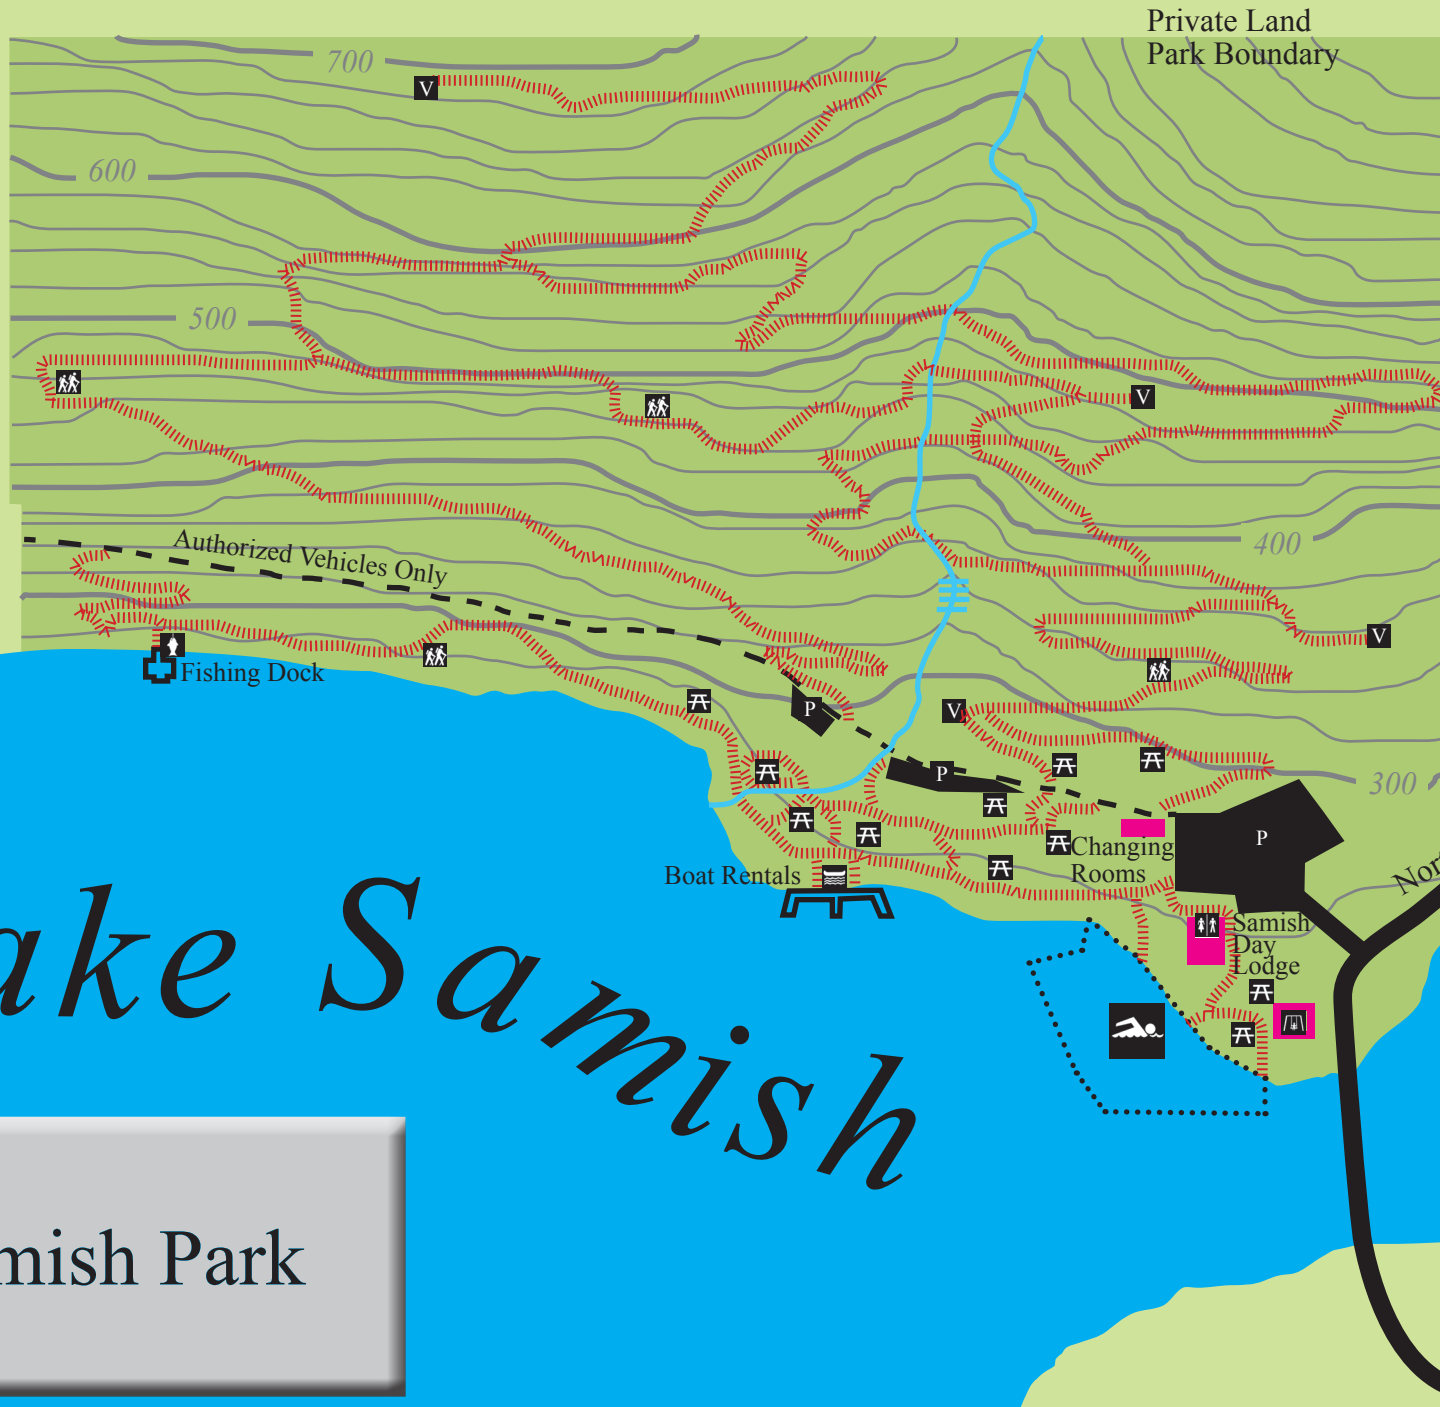 Private Land
Park Boundary
700
V
600
500
V
400
Authorized Vehicles Only
V
Fishing Dock
P
V
P
300
P
Changing
Rooms
Boat Rentals
Nor
Samish
Day
Lodge
ake Samish
mish Park